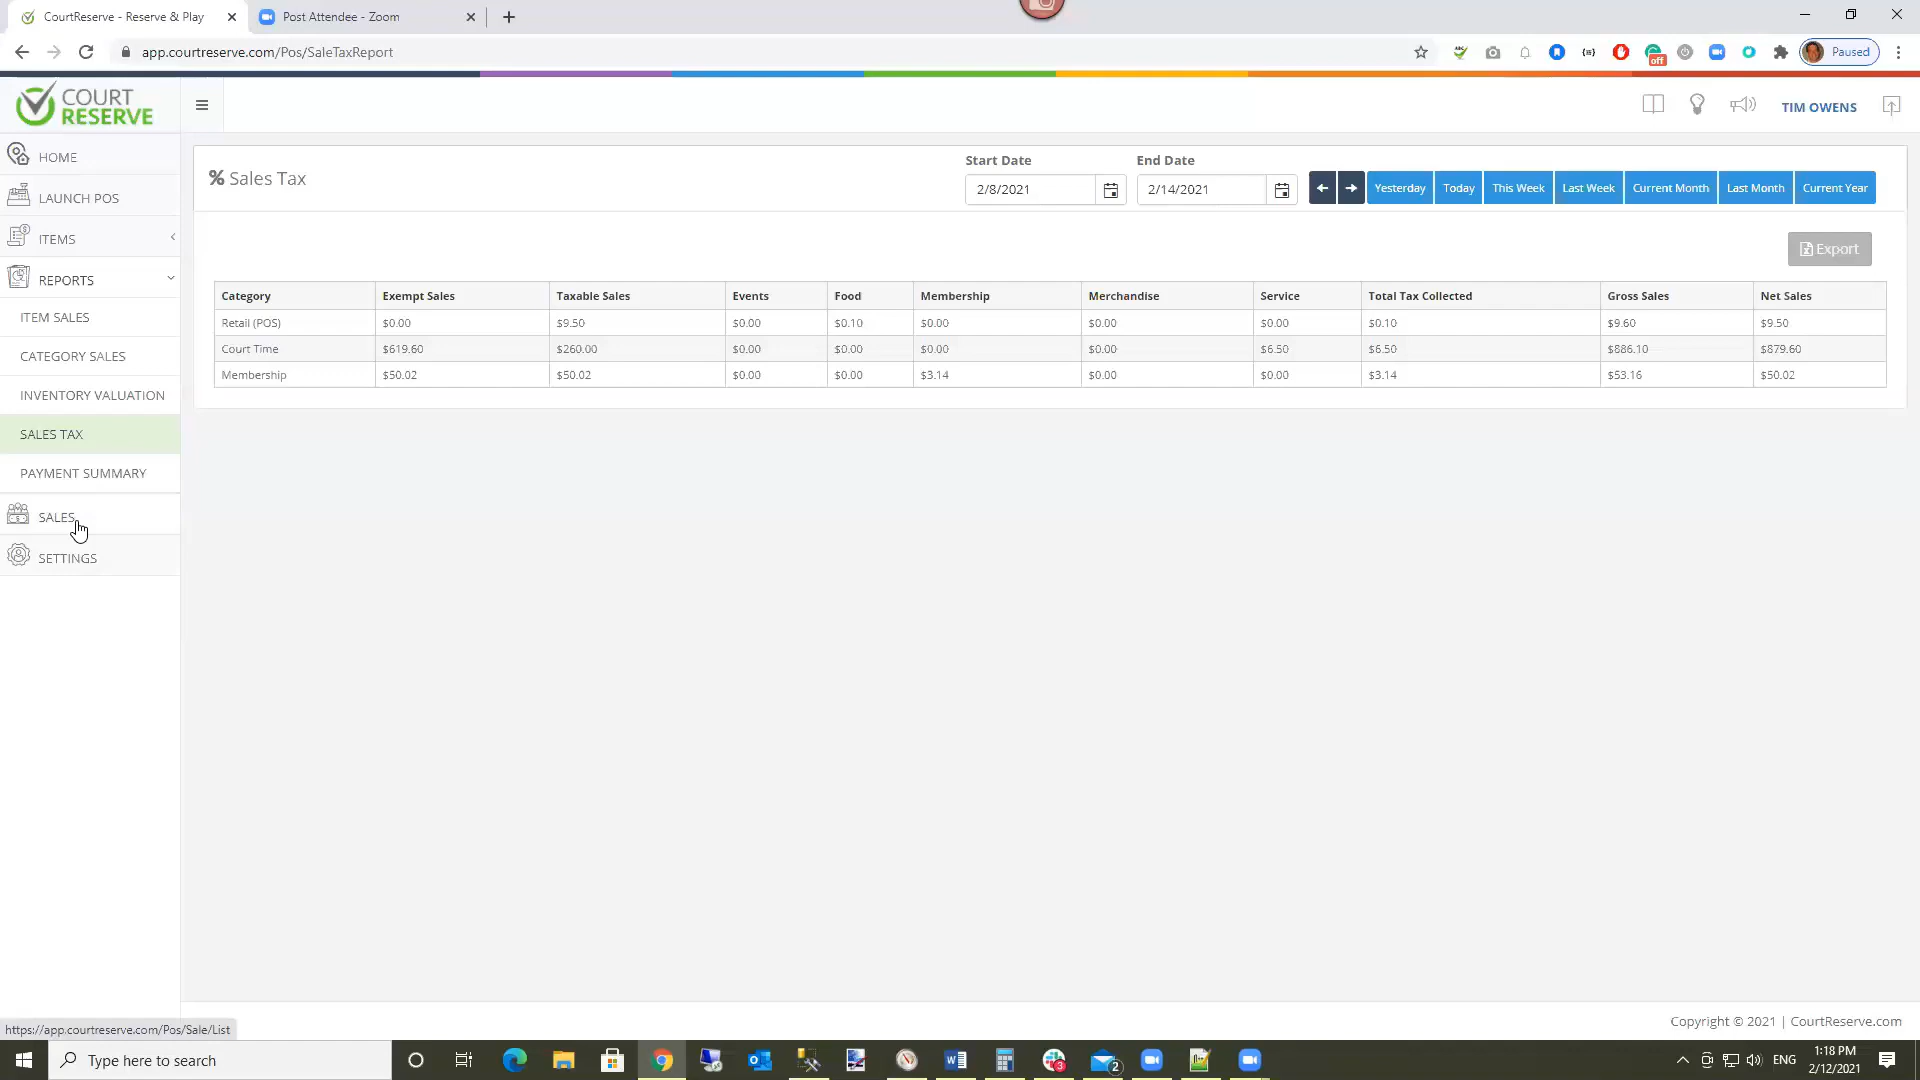 CourtReserve - Reserve & Play
Post Attendee - Zoom
app.courtreserve.com/Pos/SaleTaxReport
off
Paused
COURT
RESERVE
TIM OWENS
HOME
LAUNCH POS
ITEMS
REPORTS
ITEM SALES
CATEGORY SALES
INVENTORY VALUATION
SALES TAX
PAYMENT SUMMARY
SALES
SETTINGS
% Sales Tax
Start Date
2/8/2021
End Date
2/14/2021
Yesterday Today This Week Last Week Current Month Last Month Current Year
Export
Category Exempt Sales Taxable Sales Events Food Membership Merchandise Service Total Tax Collected Gross Sales Net Sales
Retail (POS) $0.00 $9.50 $0.00 $0.10 $0.00 $0.00 $0.00 $0.10 $9.60 $9.50
Court Time $619.60 $260.00 $0.00 $0.00 $0.00 $0.00 $6.50 $6.50 $886.10 $879.60
Membership $50.02 $50.02 $0.00 $0.00 $3.14 $0.00 $0.00 $3.14 $53.16 $50.02
Copyright © 2021 | CourtReserve.com
https://app.courtreserve.com/Pos/Sale/List
Type here to search
3
2
ENG
1:18 PM
2/12/2021